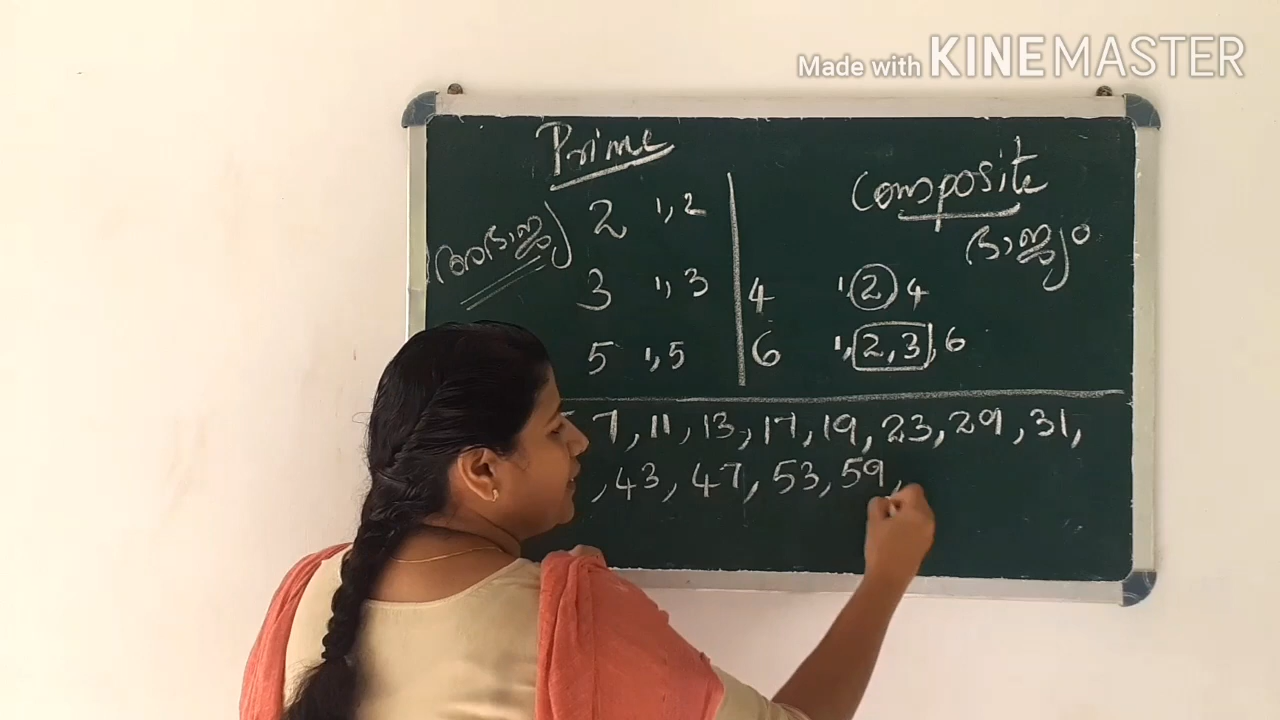 Made with KINEMASTER
Prime
Composite
അഭാജ്യ
ഭാജ്യം
2 1,2
3 1,3
4 1,2,4
5 1,5
6 1,2,3,6
7, 11, 13, 17, 19, 23, 29, 31,
, 43, 47, 53, 59,